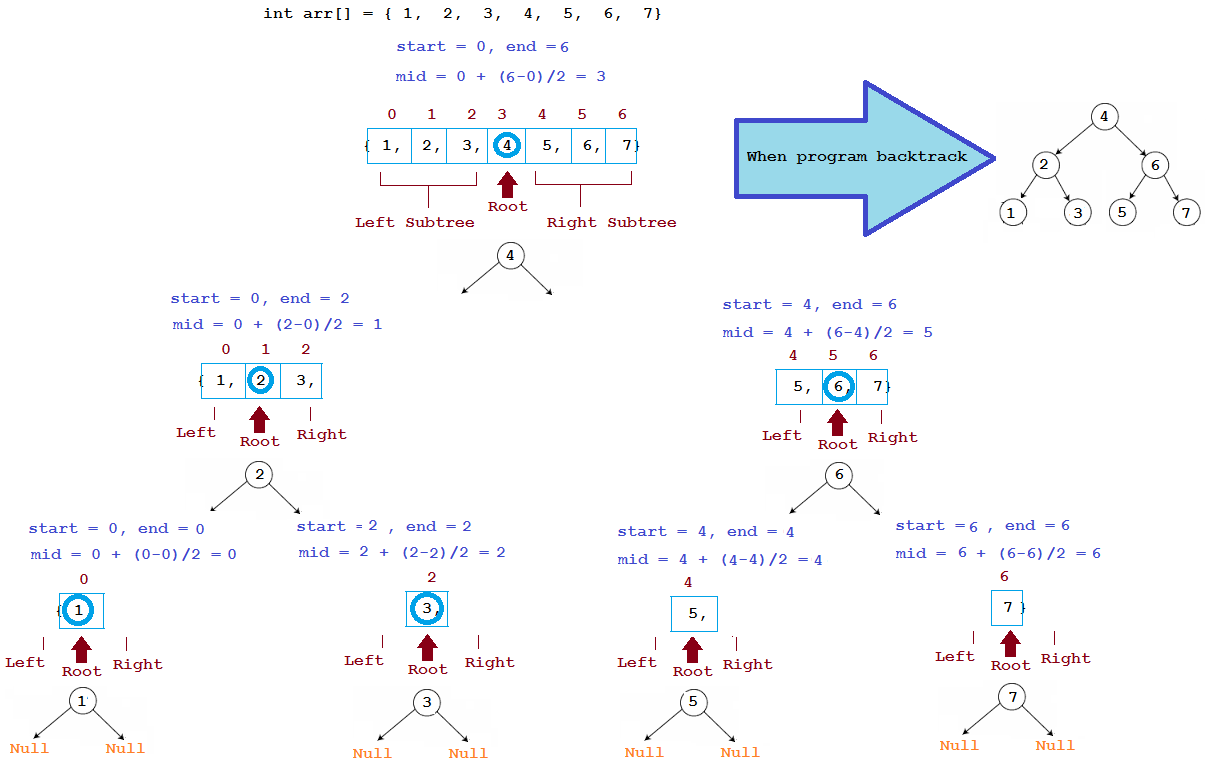 int arr[] = { 1, 2, 3, 4, 5, 6, 7}
start = 0, end =6
mid = 0 + (6-0)/2 = 3
0 1 2 3 4 5 6
{ 1, 2, 3, 4, 5, 6, 7}
Root
Left Subtree Right Subtree
When program backtrack
4
2 6
1 3 5 7
4
start = 0, end = 2
mid = 0 + (2-0)/2 = 1
0 1 2
{ 1, 2, 3,
Left Root Right
2
start = 4, end =6
mid = 4 + (6-4)/2 = 5
4 5 6
5, 6, 7}
Left Root Right
6
start = 0, end =0
mid = 0 + (0-0)/2 =0
0
{ 1
Left Root Right
1
Null Null
start =2 , end = 2
mid = 2 + (2-2)/2 = 2
2
3,
Left Root Right
3
Null Null
start = 4, end = 4
mid = 4 + (4-4)/2 =4
4
5,
Left Root Right
5
Null Null
start =6 , end = 6
mid = 6 + (6-6)/2 =6
6
7 }
Left Root Right
7
Null Null